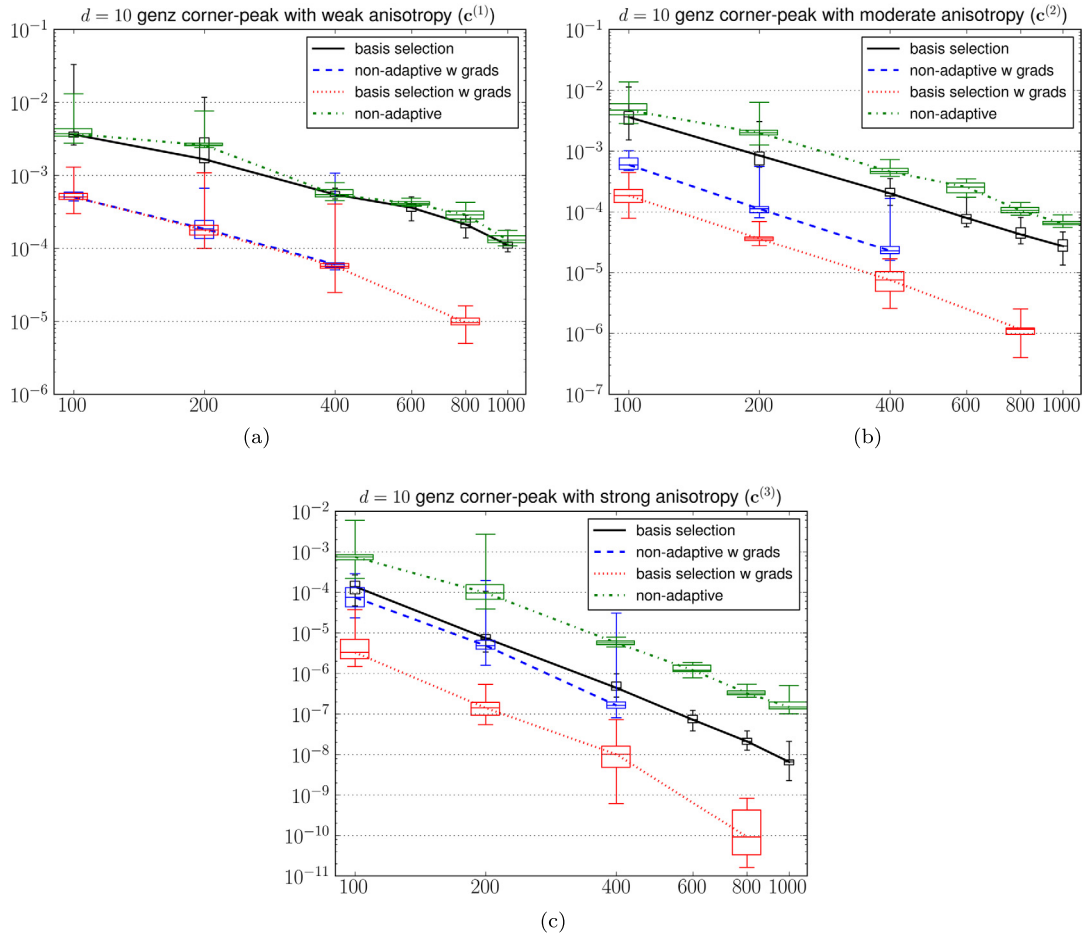 d = 10 genz corner-peak with weak anisotropy (c⁽¹⁾)
basis selection
non-adaptive w grads
basis selection w grads
non-adaptive
10⁻¹
10⁻²
10⁻³
10⁻⁴
10⁻⁵
10⁻⁶
100 200 400 600 800 1000
(a)
d = 10 genz corner-peak with moderate anisotropy (c⁽²⁾)
basis selection
non-adaptive w grads
basis selection w grads
non-adaptive
10⁻¹
10⁻²
10⁻³
10⁻⁴
10⁻⁵
10⁻⁶
10⁻⁷
100 200 400 600 800 1000
(b)
d = 10 genz corner-peak with strong anisotropy (c⁽³⁾)
basis selection
non-adaptive w grads
basis selection w grads
non-adaptive
10⁻²
10⁻³
10⁻⁴
10⁻⁵
10⁻⁶
10⁻⁷
10⁻⁸
10⁻⁹
10⁻¹⁰
10⁻¹¹
100 200 400 600 800 1000
(c)